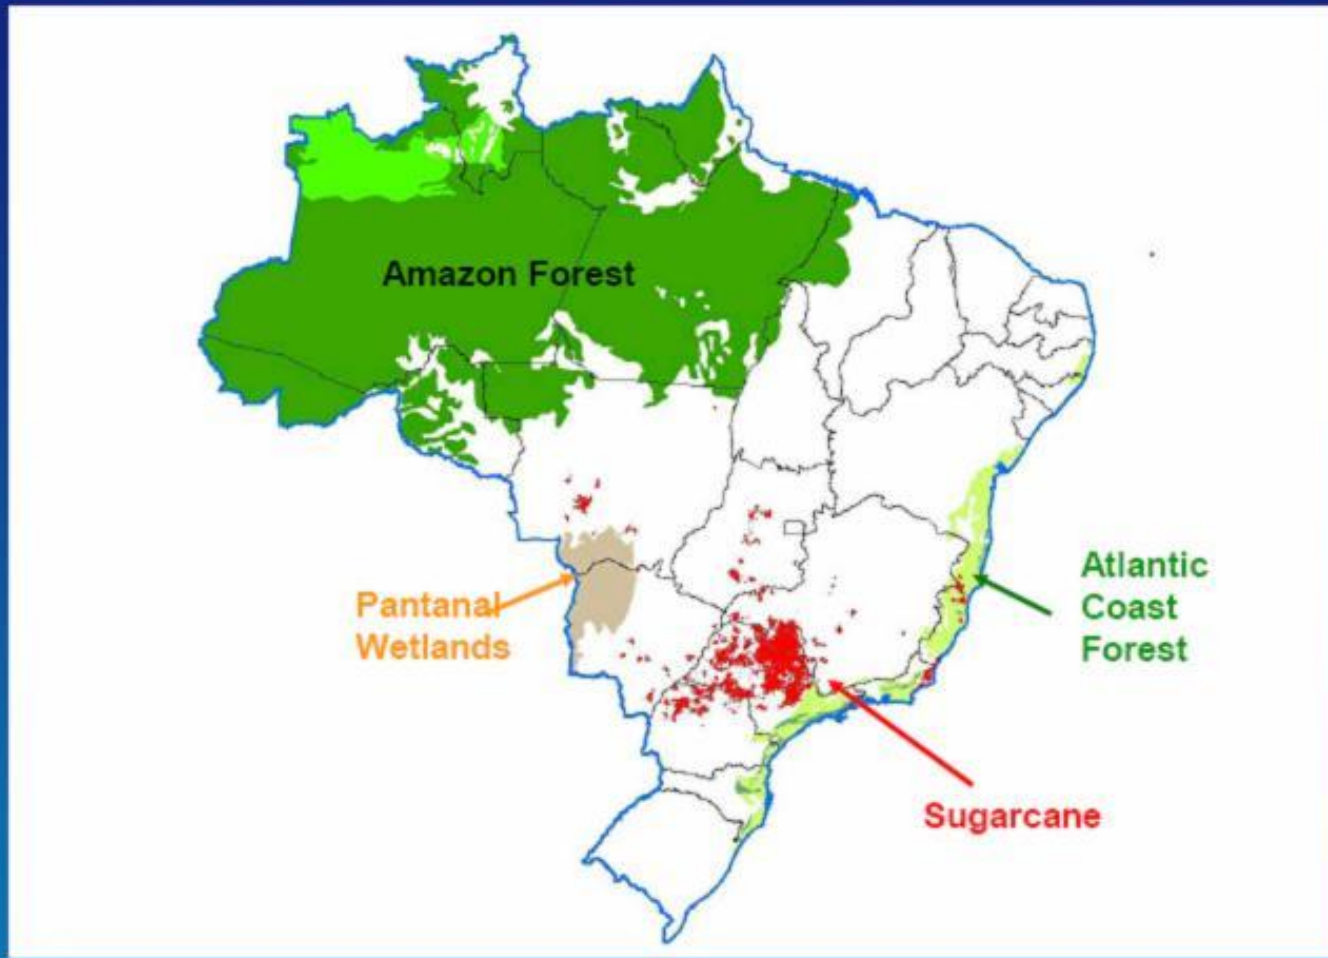 Amazon Forest
Pantanal
Wetlands
Atlantic
Coast
Forest
Sugarcane